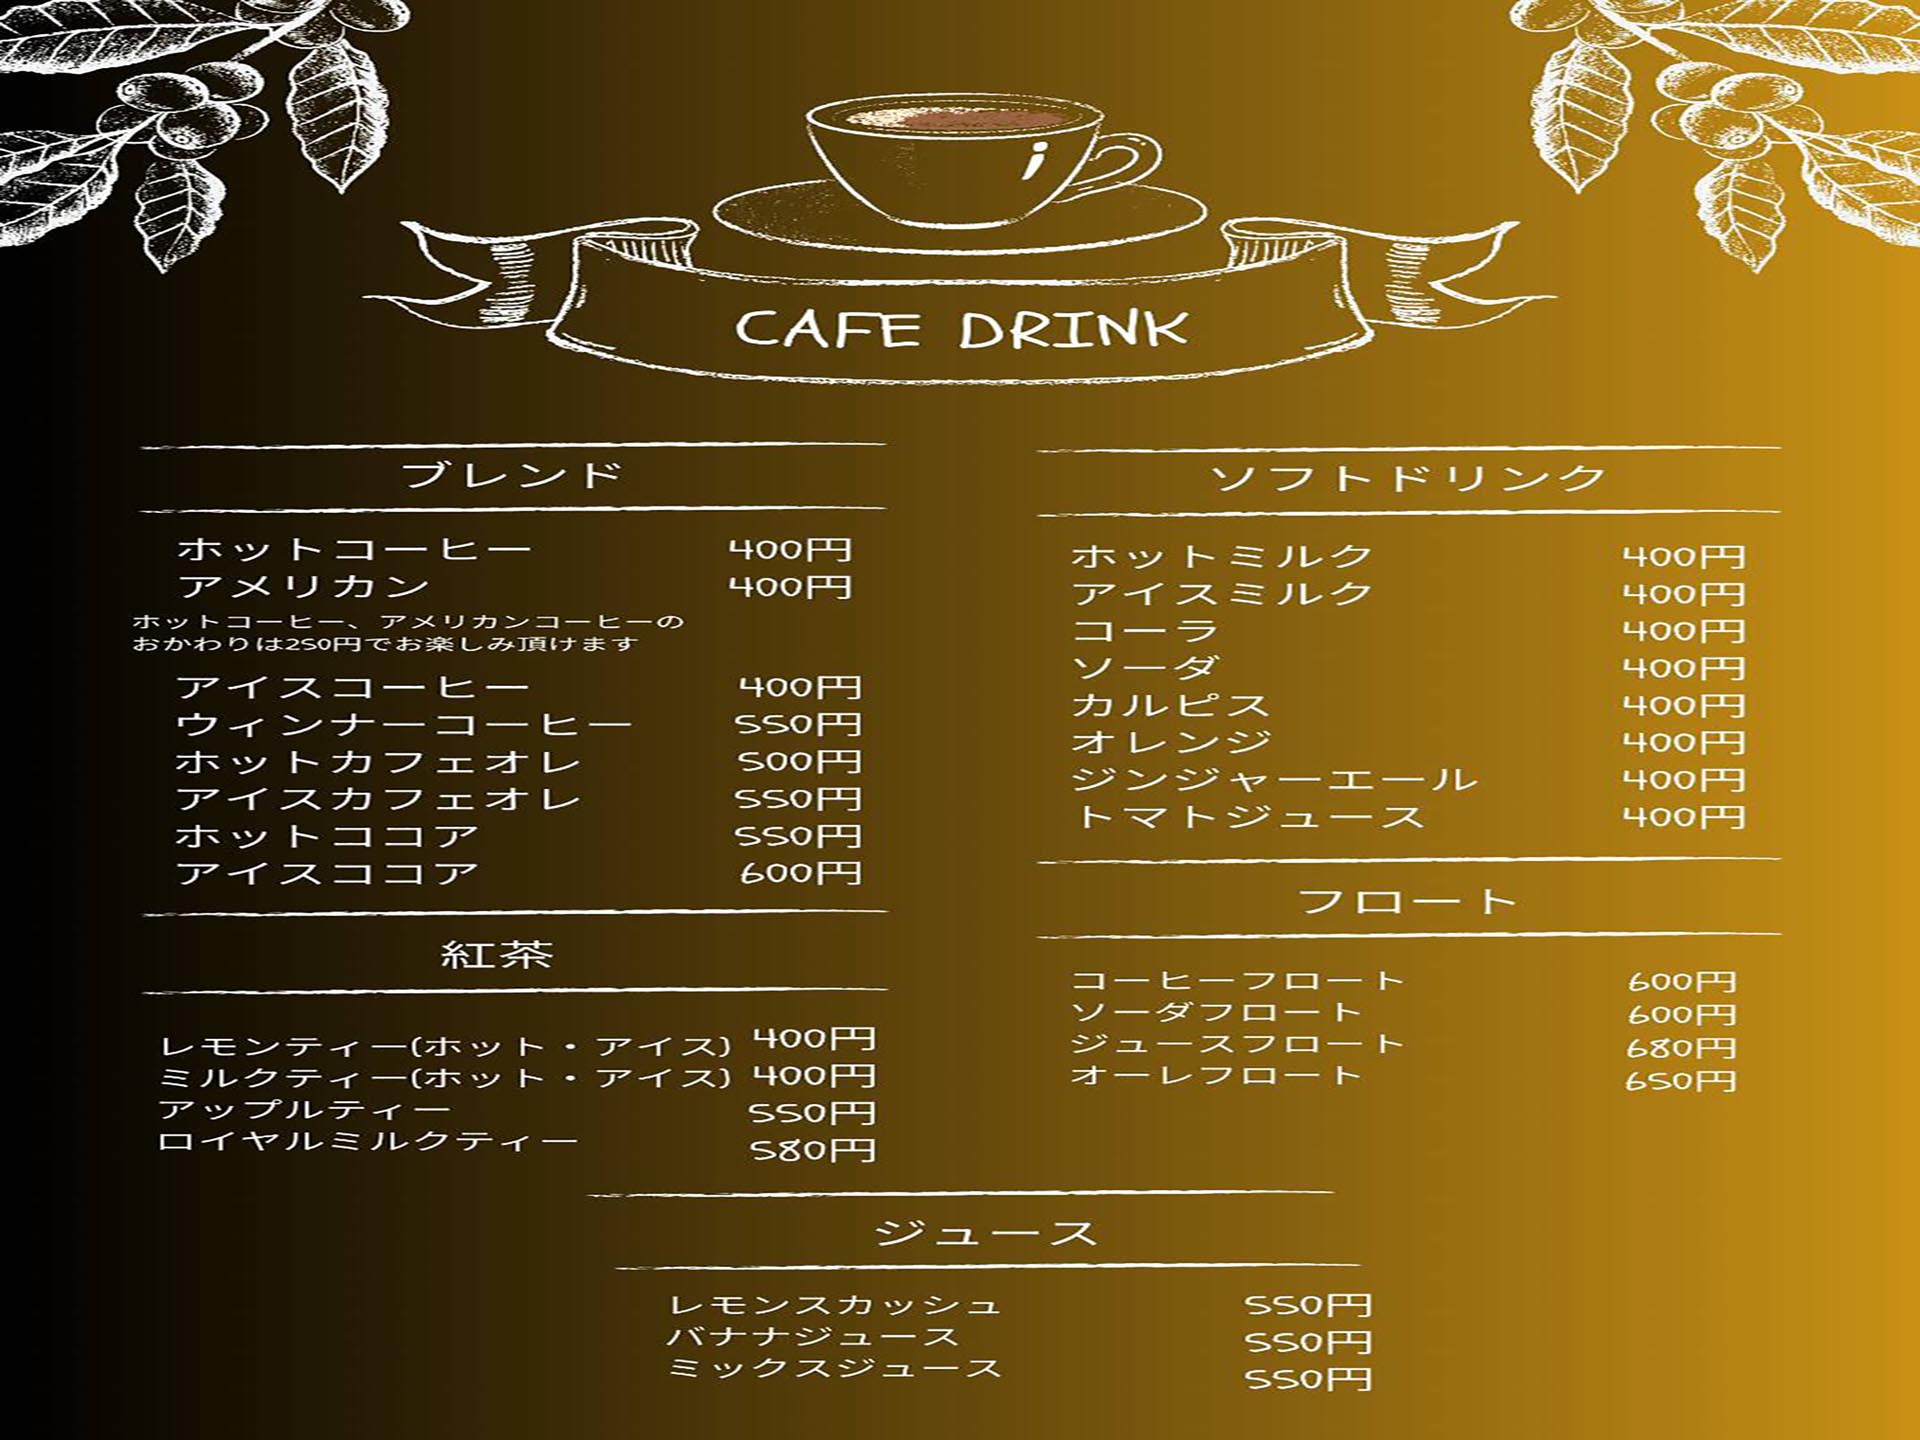 CAFE DRINK
ブレンド
ホットコーヒー 400円
アメリカン 400円
ホットコーヒー、アメリカンコーヒーの
おかわりは250円でお楽しみ頂けます
アイスコーヒー 400円
ウィンナーコーヒー 550円
ホットカフェオレ 500円
アイスカフェオレ 550円
ホットココア 550円
アイスココア 600円
紅茶
レモンティー(ホット・アイス) 400円
ミルクティー(ホット・アイス) 400円
アップルティー 550円
ロイヤルミルクティー 580円
ソフトドリンク
ホットミルク 400円
アイスミルク 400円
コーラ 400円
ソーダ 400円
カルピス 400円
オレンジ 400円
ジンジャーエール 400円
トマトジュース 400円
フロート
コーヒーフロート 600円
ソーダフロート 600円
ジュースフロート 680円
オーレフロート 650円
ジュース
レモンスカッシュ 550円
バナナジュース 550円
ミックスジュース 550円